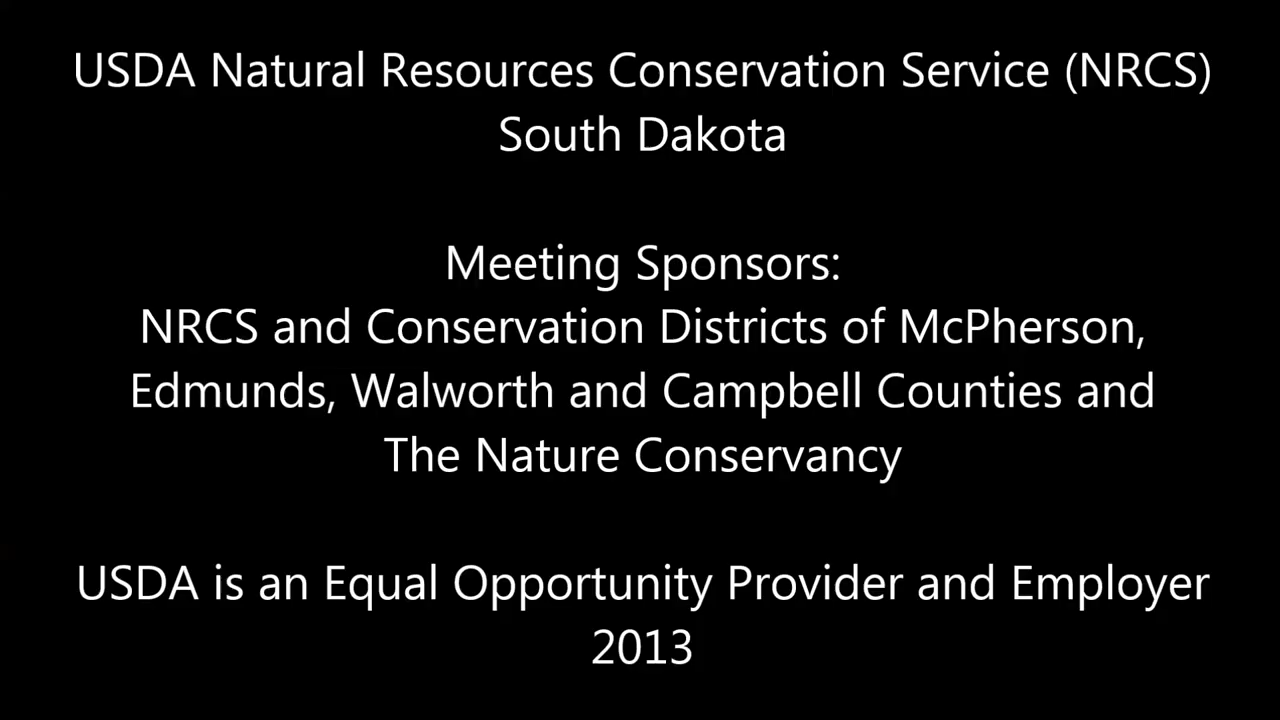 USDA Natural Resources Conservation Service (NRCS)
South Dakota
Meeting Sponsors:
NRCS and Conservation Districts of McPherson,
Edmunds, Walworth and Campbell Counties and
The Nature Conservancy
USDA is an Equal Opportunity Provider and Employer
2013